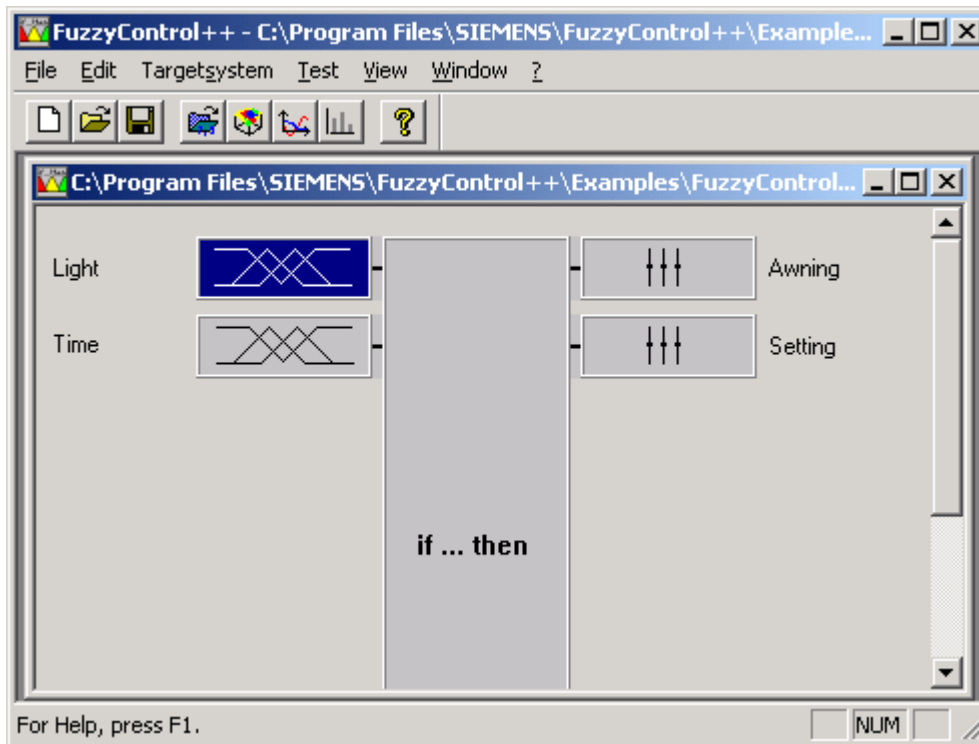 FuzzyControl++ - C:\Program Files\SIEMENS\FuzzyControl++\Example...
File Edit Targetsystem Test View Window ?
C:\Program Files\SIEMENS\FuzzyControl++\Examples\FuzzyControl...
Light
Awning
Time
Setting
if ... then
For Help, press F1.
NUM